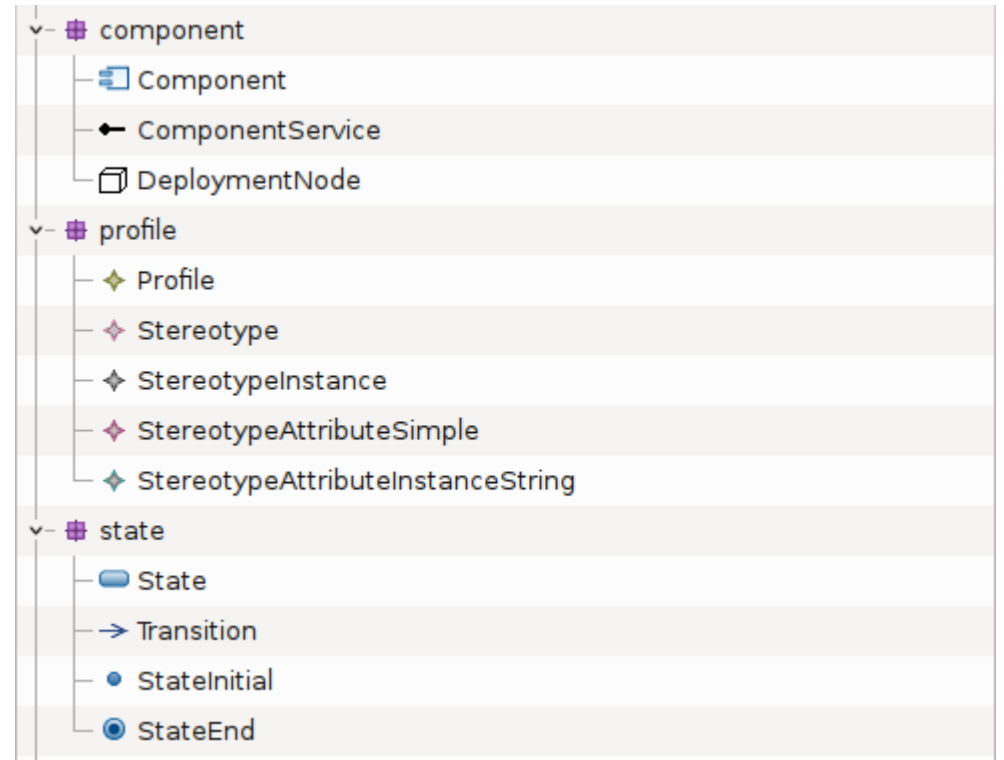 component
Component
ComponentService
DeploymentNode
profile
Profile
Stereotype
StereotypeInstance
StereotypeAttributeSimple
StereotypeAttributeInstanceString
state
State
Transition
StateInitial
StateEnd